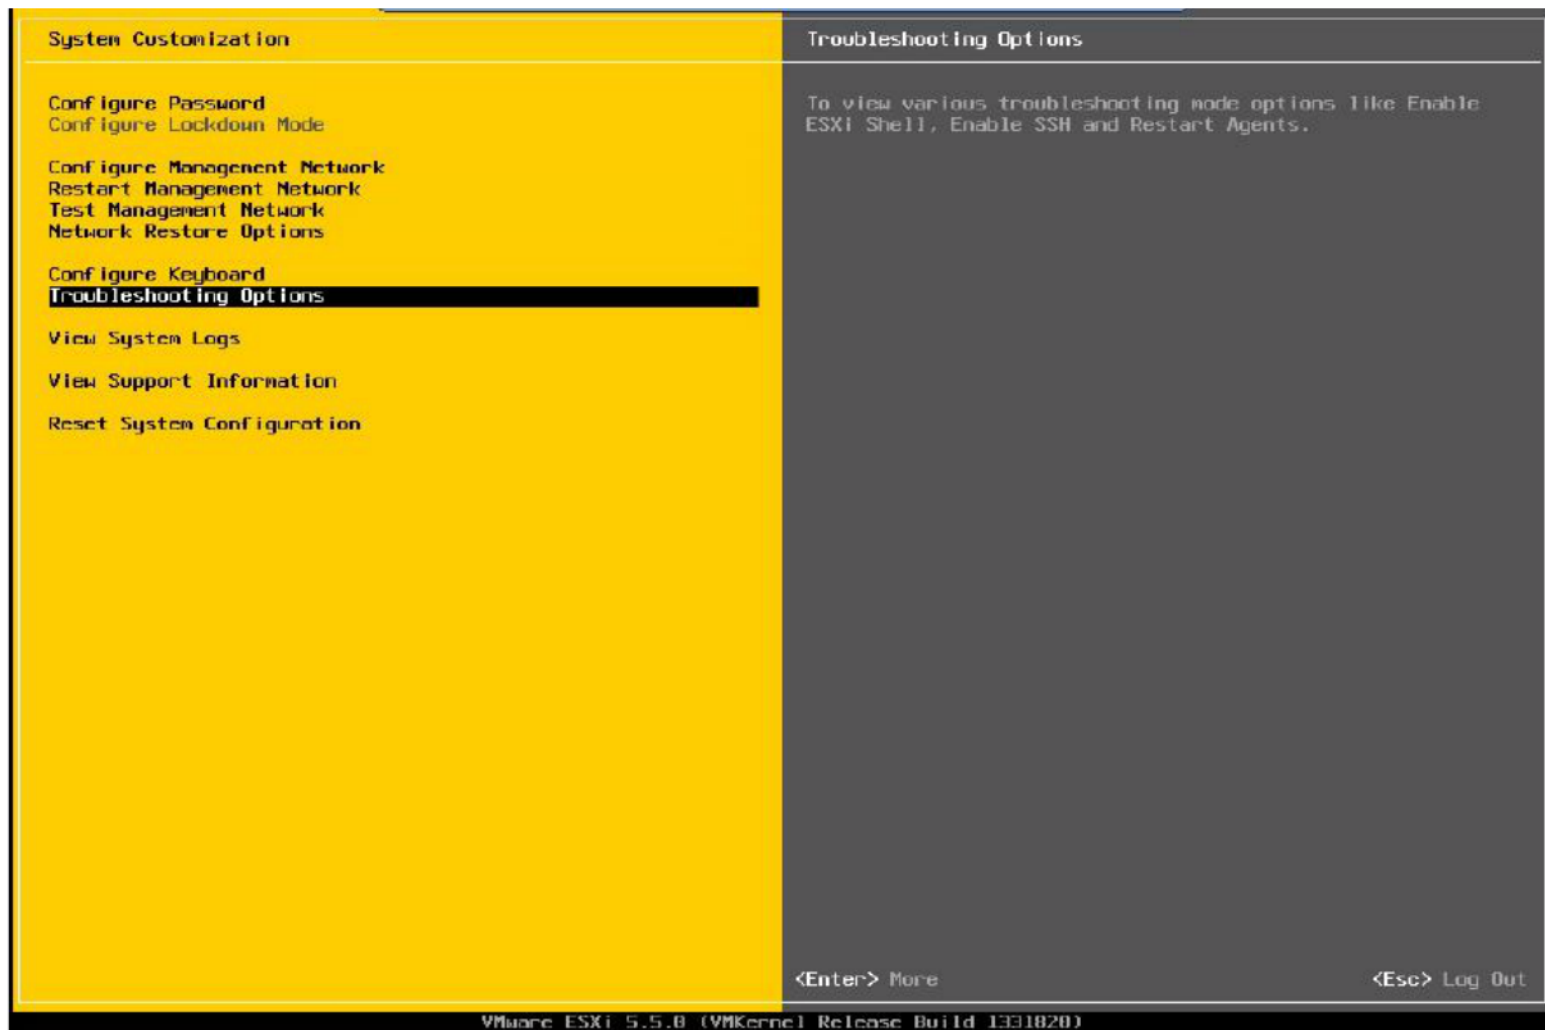 System Customization
Configure Password
Configure Lockdown Mode
Configure Management Network
Restart Management Network
Test Management Network
Network Restore Options
Configure Keyboard
Troubleshooting Options
View System Logs
View Support Information
Reset System Configuration
Troubleshooting Options
To view various troubleshooting mode options like Enable
ESXi Shell, Enable SSH and Restart Agents.
<Enter> More
<Esc> Log Out
VMware ESXi 5.5.0 (VMKernel Release Build 1331820)